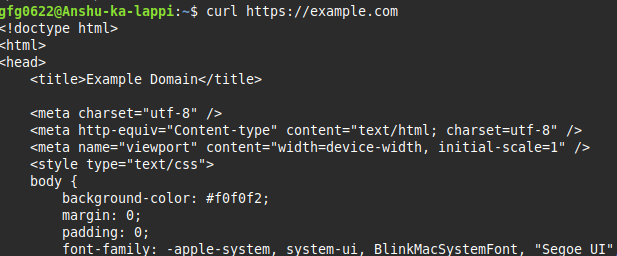 gfg0622@Anshu-ka-lappi:~$ curl https://example.com
<!doctype html>
<html>
<head>
    <title>Example Domain</title>

    <meta charset="utf-8" />
    <meta http-equiv="Content-type" content="text/html; charset=utf-8" />
    <meta name="viewport" content="width=device-width, initial-scale=1" />
    <style type="text/css">
    body {
        background-color: #f0f0f2;
        margin: 0;
        padding: 0;
        font-family: -apple-system, system-ui, BlinkMacSystemFont, "Segoe UI"